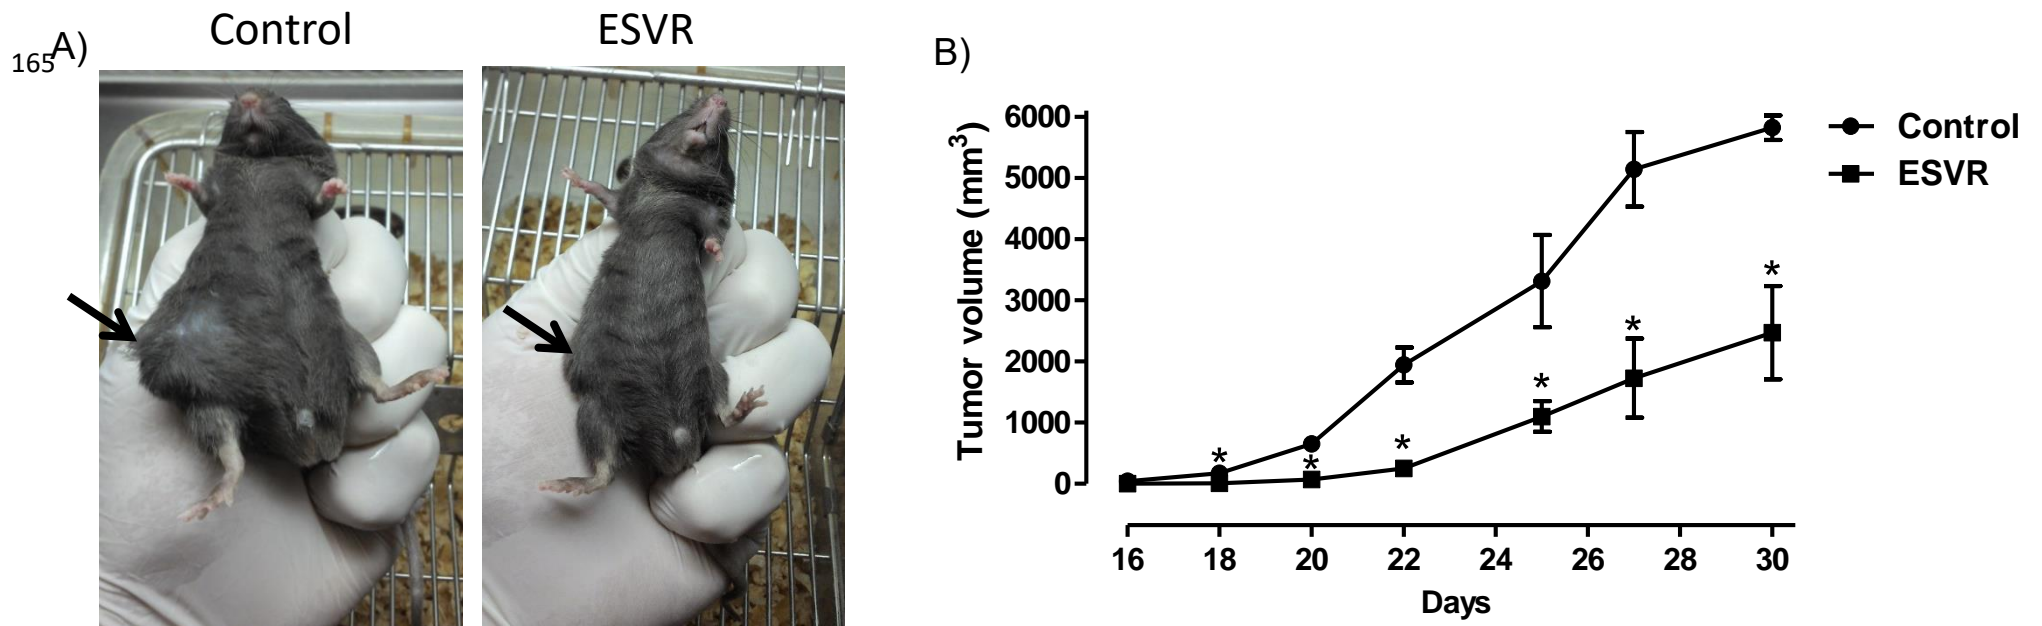 165
A)
Control
ESVR
B)
Tumor volume (mm³)
6000
5000
4000
3000
2000
1000
0
*
*
*
*
*
*
Control
ESVR
16 18 20 22 24 26 28 30
Days